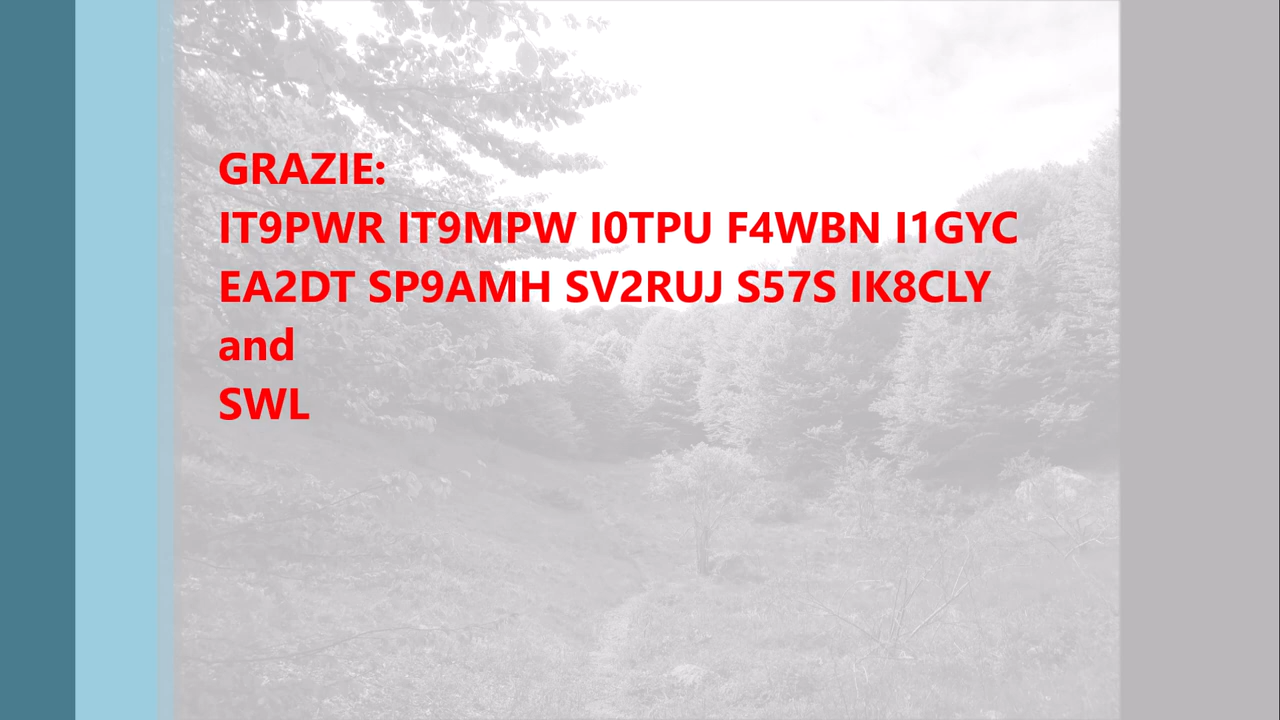 GRAZIE:
IT9PWR IT9MPW I0TPU F4WBN I1GYC
EA2DT SP9AMH SV2RUJ S57S IK8CLY
and
SWL